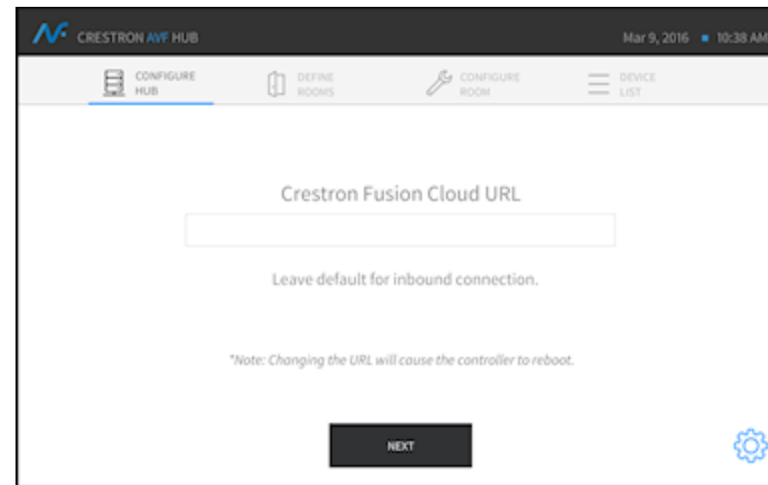 CRESTRON AVF HUB
Mar 9, 2016 ■ 10:38 AM
CONFIGURE
HUB
DEFINE
ROOMS
CONFIGURE
ROOM
DEVICE
LIST
Crestron Fusion Cloud URL
Leave default for inbound connection.
*Note: Changing the URL will cause the controller to reboot.
NEXT